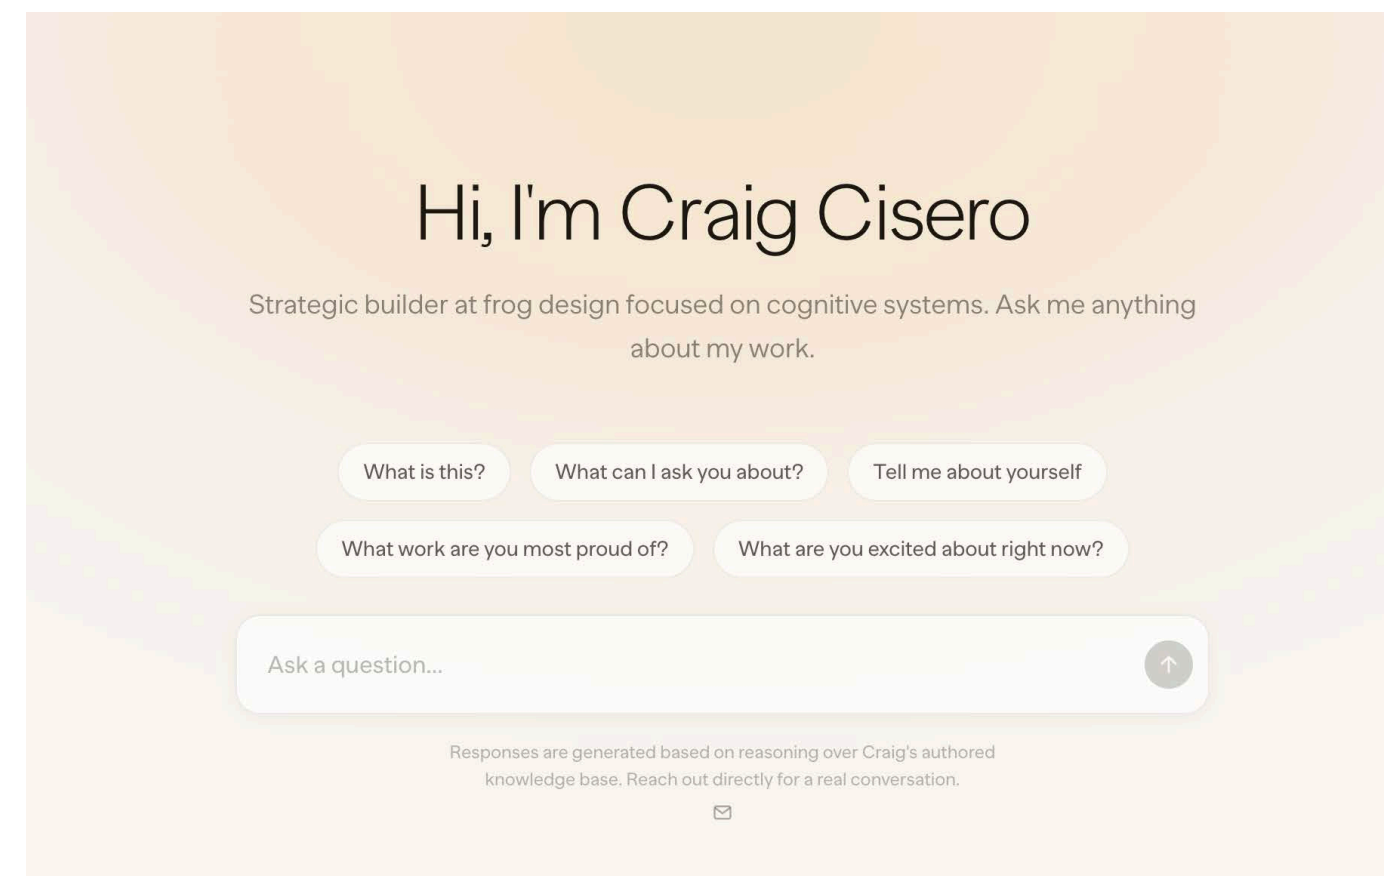 Hi, I'm Craig Cisero
Strategic builder at frog design focused on cognitive systems. Ask me anything
about my work.
What is this?
What can I ask you about?
Tell me about yourself
What work are you most proud of?
What are you excited about right now?
Ask a question...
Responses are generated based on reasoning over Craig's authored
knowledge base. Reach out directly for a real conversation.